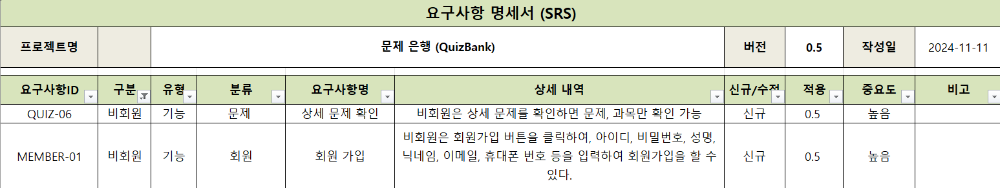 요구사항 명세서 (SRS)
프로젝트명 문제 은행 (QuizBank) 버전 0.5 작성일 2024-11-11
요구사항ID 구분 유형 분류 요구사항명 상세 내역 신규/수정 적용 중요도 비고
QUIZ-06 비회원 기능 문제 상세 문제 확인 비회원은 상세 문제를 확인하면 문제, 과목만 확인 가능 신규 0.5 높음
MEMBER-01 비회원 기능 회원 회원 가입 비회원은 회원가입 버튼을 클릭하여, 아이디, 비밀번호, 성명,
닉네임, 이메일, 휴대폰 번호 등을 입력하여 회원가입을 할 수
있다. 신규 0.5 높음